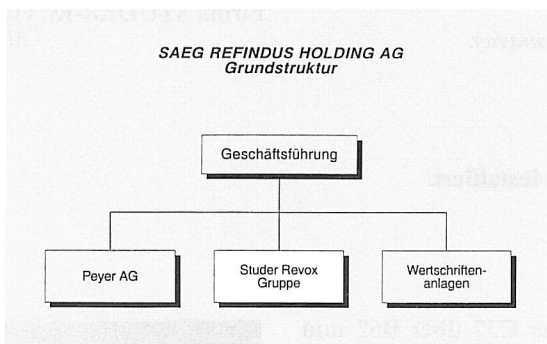 SAEG REFINDUS HOLDING AG
Grundstruktur
Geschäftsführung
Peyer AG
Studer Revox
Gruppe
Wertschriften-
anlagen